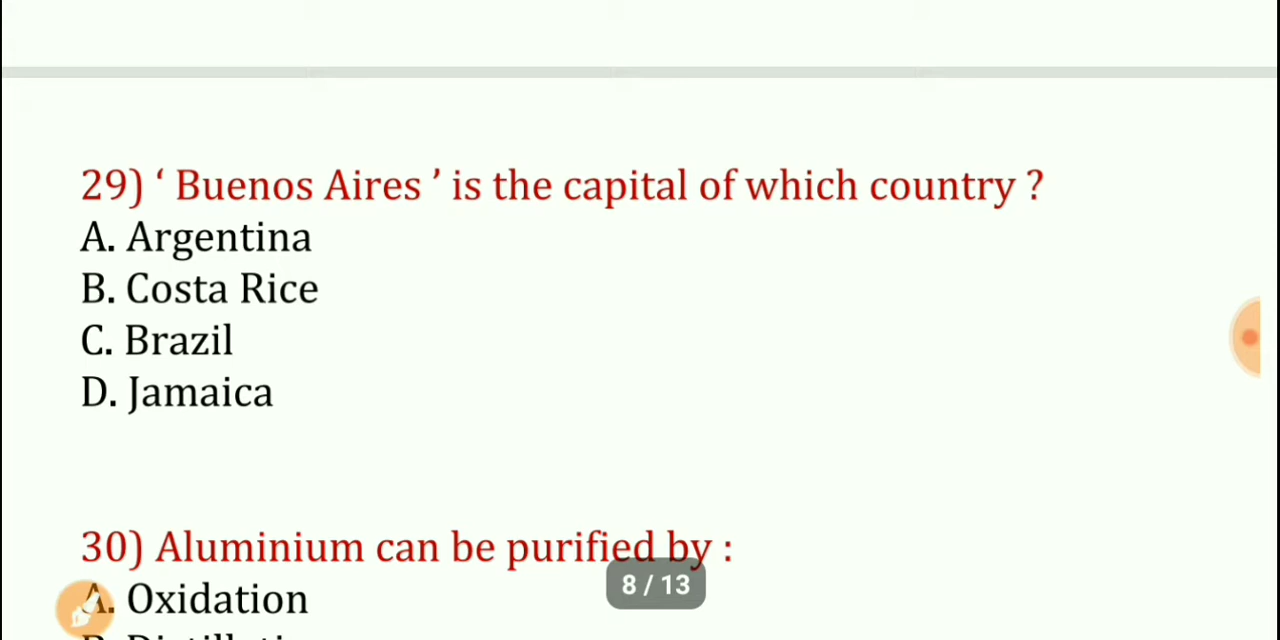 29) ‘ Buenos Aires ’ is the capital of which country ?
A. Argentina
B. Costa Rice
C. Brazil
D. Jamaica
30) Aluminium can be purified by :
8 / 13
A. Oxidation